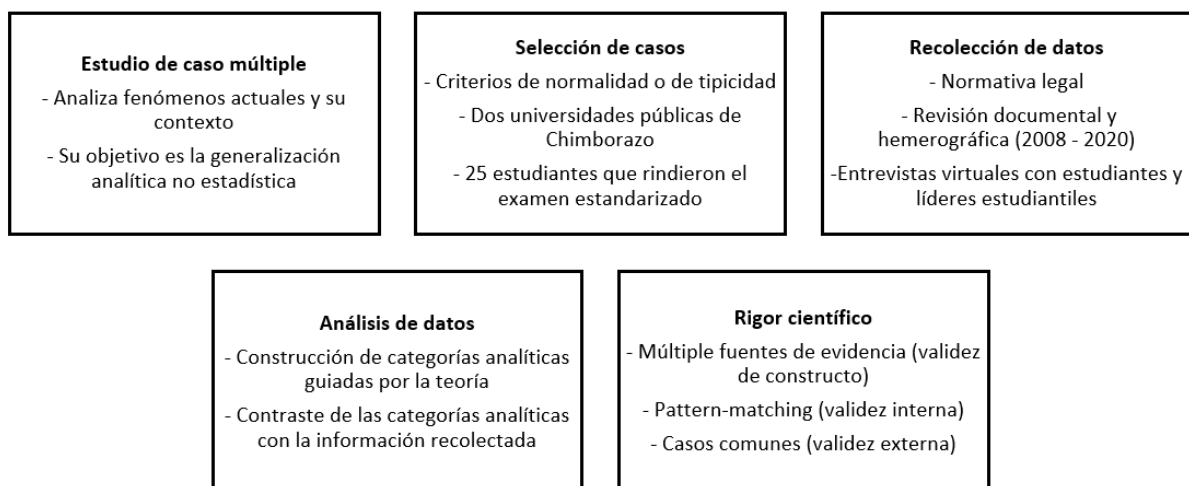 Estudio de caso múltiple
- Analiza fenómenos actuales y su
contexto
- Su objetivo es la generalización
analítica no estadística
Selección de casos
- Criterios de normalidad o de tipicidad
- Dos universidades públicas de
Chimborazo
- 25 estudiantes que rindieron el
examen estandarizado
Recolección de datos
- Normativa legal
- Revisión documental y
hemerográfica (2008 - 2020)
-Entrevistas virtuales con estudiantes y
líderes estudiantiles
Análisis de datos
- Construcción de categorías analíticas
guiadas por la teoría
- Contraste de las categorías analíticas
con la información recolectada
Rigor científico
- Múltiple fuentes de evidencia (validez
de constructo)
- Pattern-matching (validez interna)
- Casos comunes (validez externa)